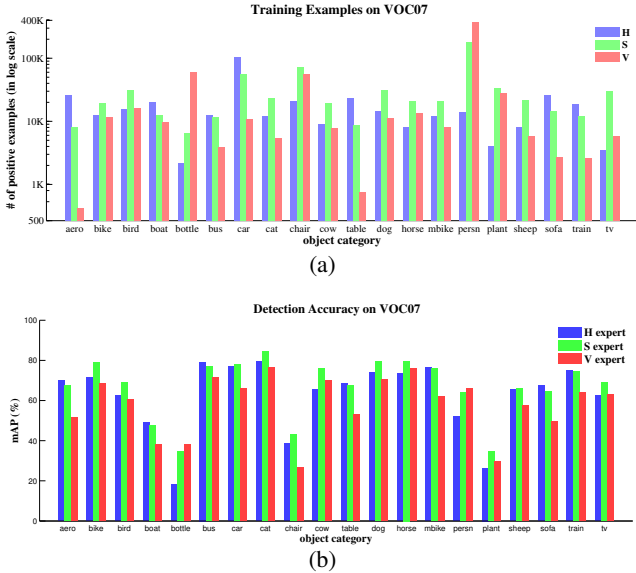 Training Examples on VOC07
400K
100K
10K
1K
500
# of positive examples (in log scale)
H
S
V
aero bike bird boat bottle bus car cat chair cow table dog horse mbike persn plant sheep sofa train tv
object category
(a)
Detection Accuracy on VOC07
100
80
60
40
20
0
mAP (%)
H expert
S expert
V expert
aero bike bird boat bottle bus car cat chair cow table dog horse mbike persn plant sheep sofa train tv
object category
(b)